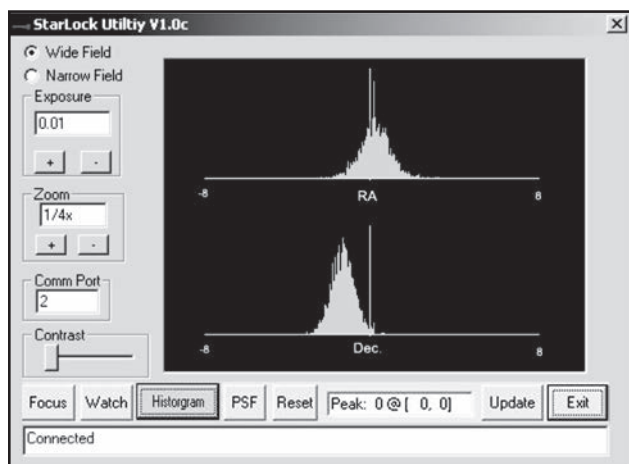 StarLock Utiltiy V1.0c
Wide Field
Narrow Field
Exposure
0.01
+ -
Zoom
1/4x
+ -
Comm Port
2
Contrast
-8 RA 8
-8 Dec. 8
Focus Watch Historgram PSF Reset Peak: 0 @ [ 0, 0] Update Exit
Connected